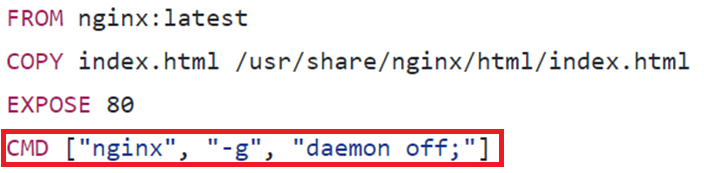 FROM nginx:latest
COPY index.html /usr/share/nginx/html/index.html
EXPOSE 80
CMD ["nginx", "-g", "daemon off;"]